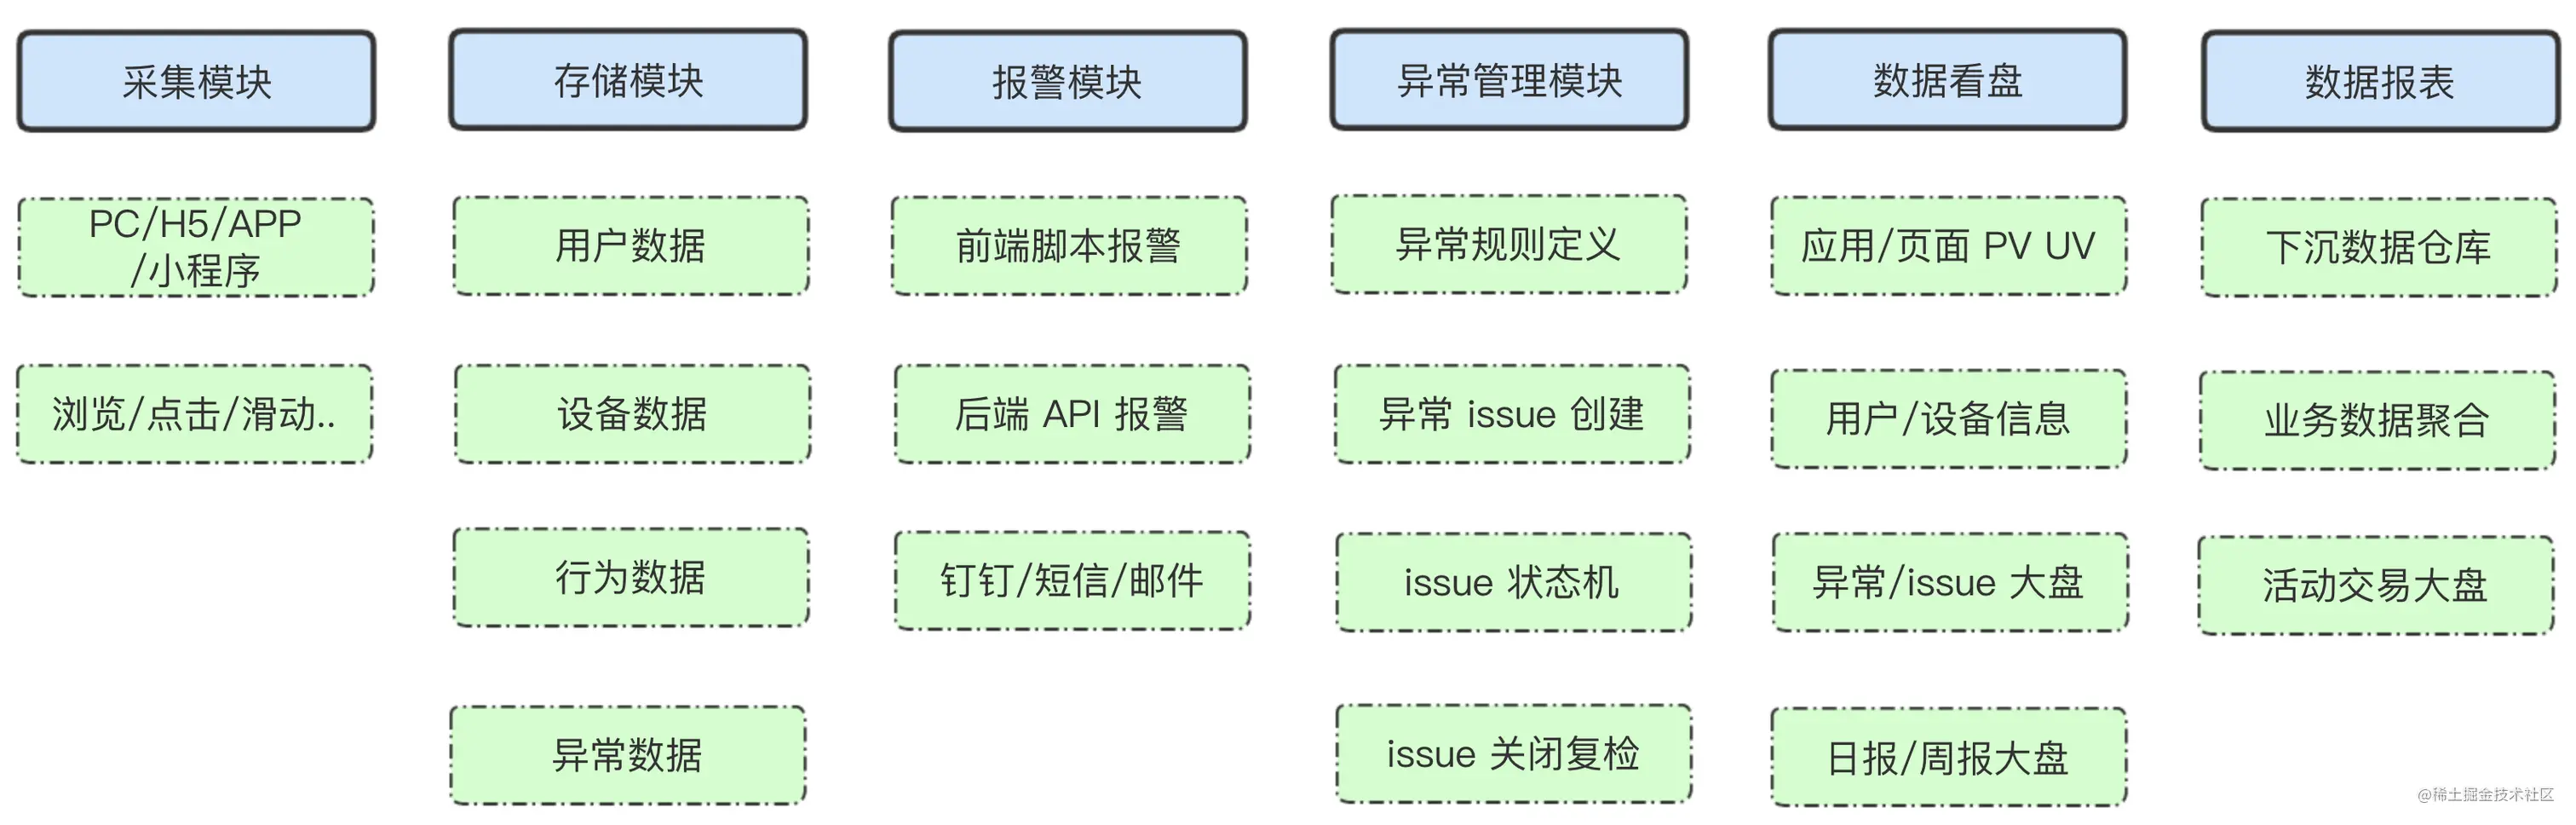 采集模块
存储模块
报警模块
异常管理模块
数据看盘
数据报表
PC/H5/APP
/小程序
用户数据
前端脚本报警
异常规则定义
应用/页面 PV UV
下沉数据仓库
浏览/点击/滑动..
设备数据
后端 API 报警
异常 issue 创建
用户/设备信息
业务数据聚合
行为数据
钉钉/短信/邮件
issue 状态机
异常/issue 大盘
活动交易大盘
异常数据
issue 关闭复检
日报/周报大盘
@稀土掘金技术社区